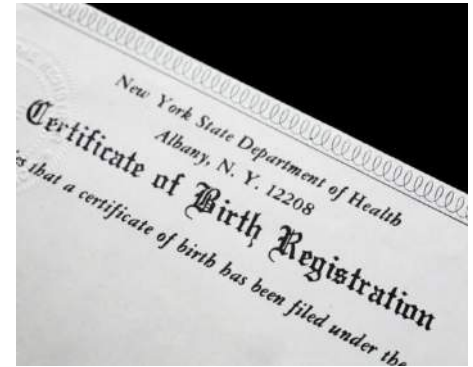 New York State Department of Health
Albany, N. Y. 12208
Certificate of Birth Registration
that a certificate of birth has been filed under the